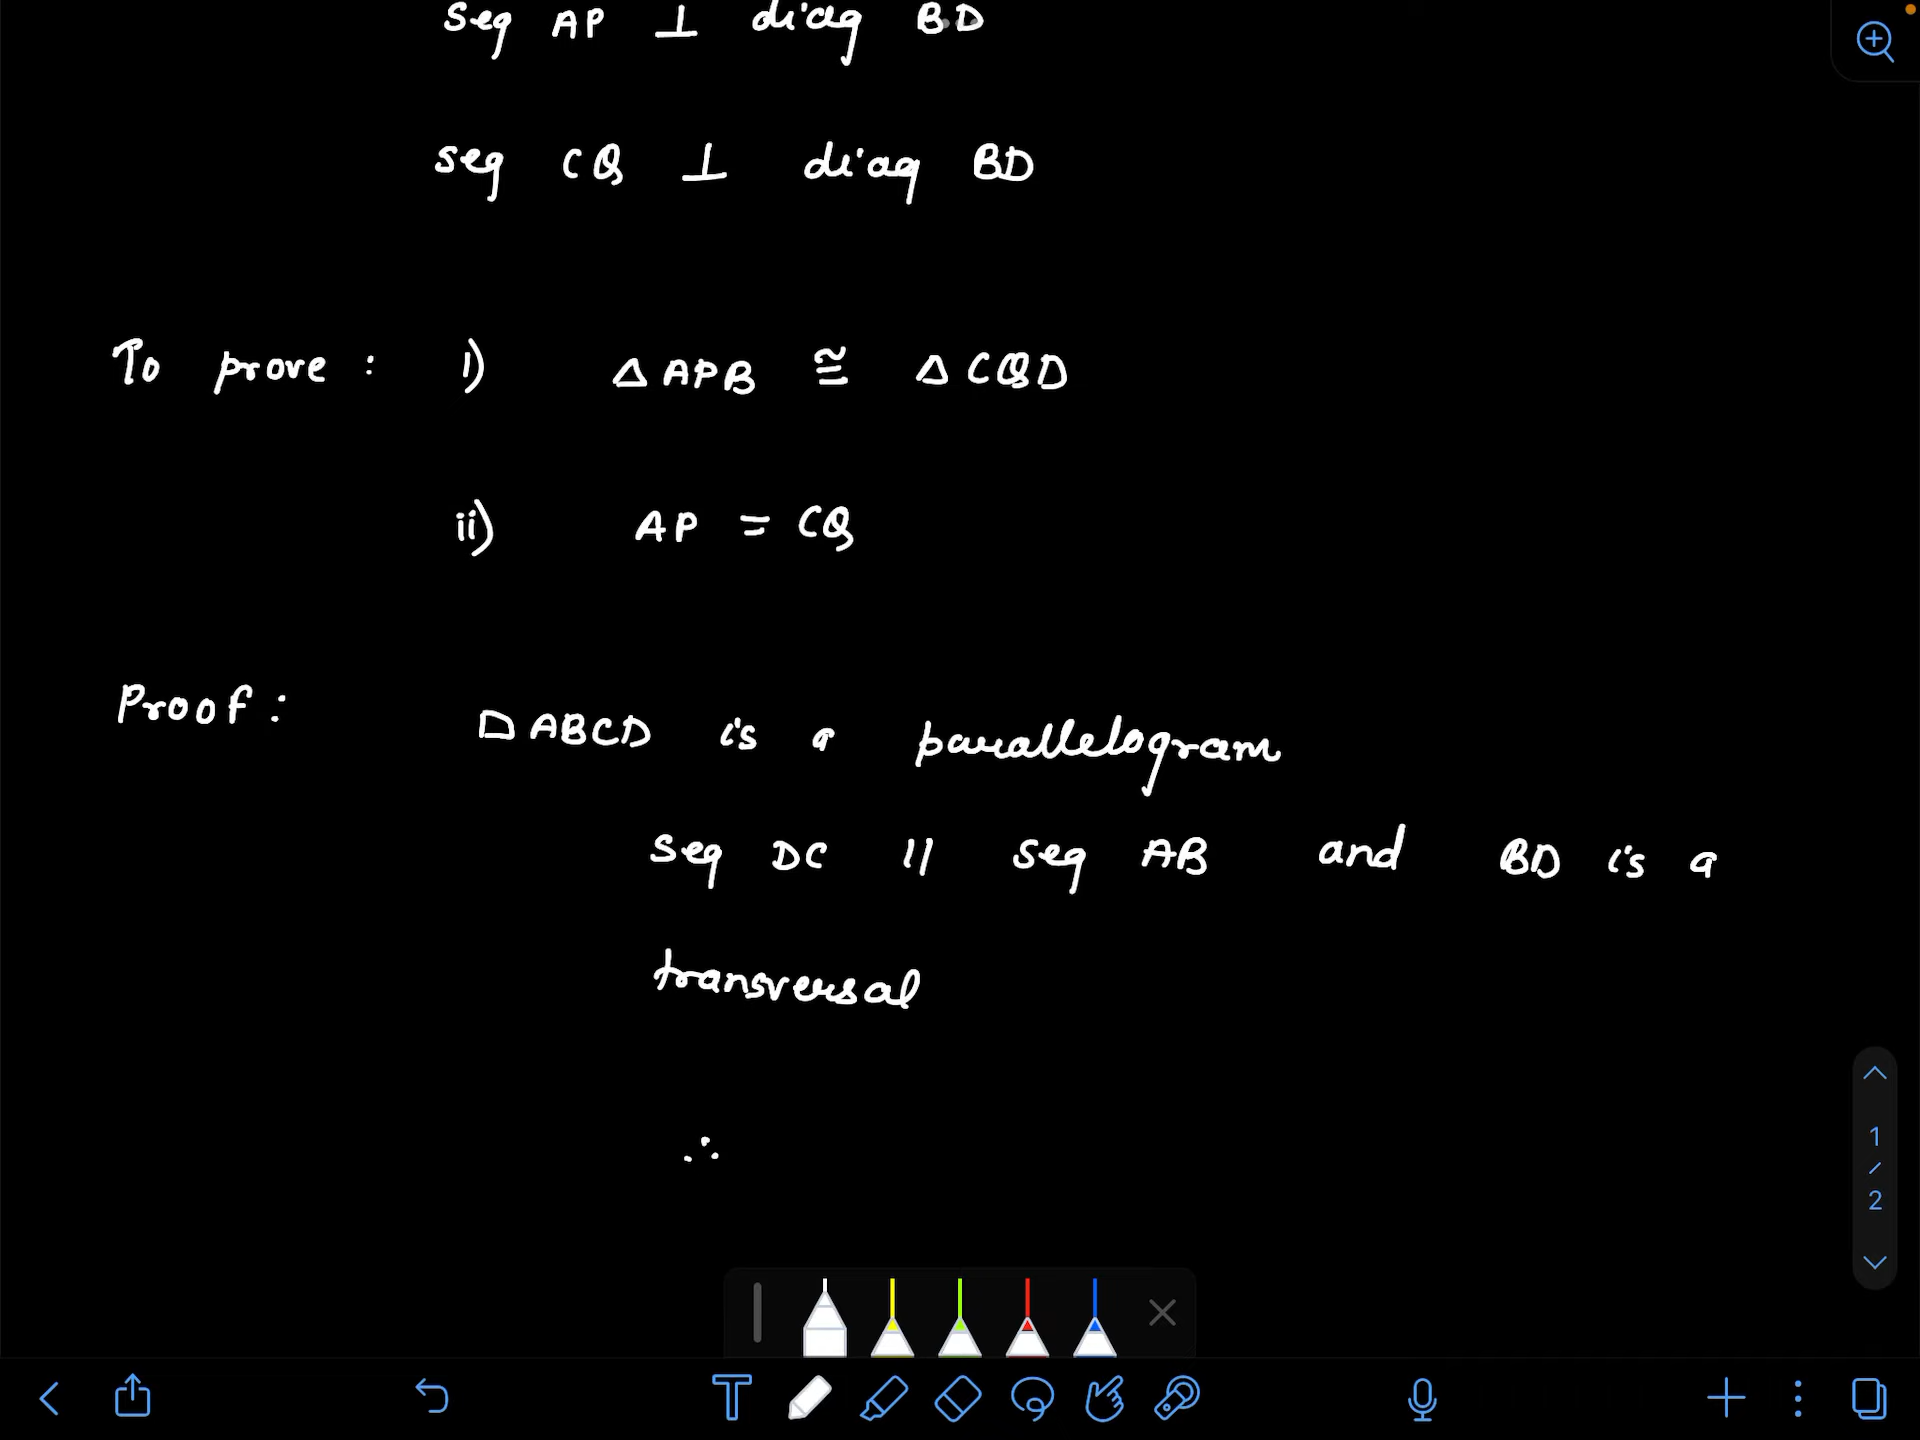 seg AP ⊥ diag BD
seg CQ ⊥ diag BD
To prove : i) △ APB ≅ △ CQD
ii) AP = CQ
Proof : □ ABCD is a parallelogram
seg DC || seg AB and BD is a
transversal
∴
1
/
2
T